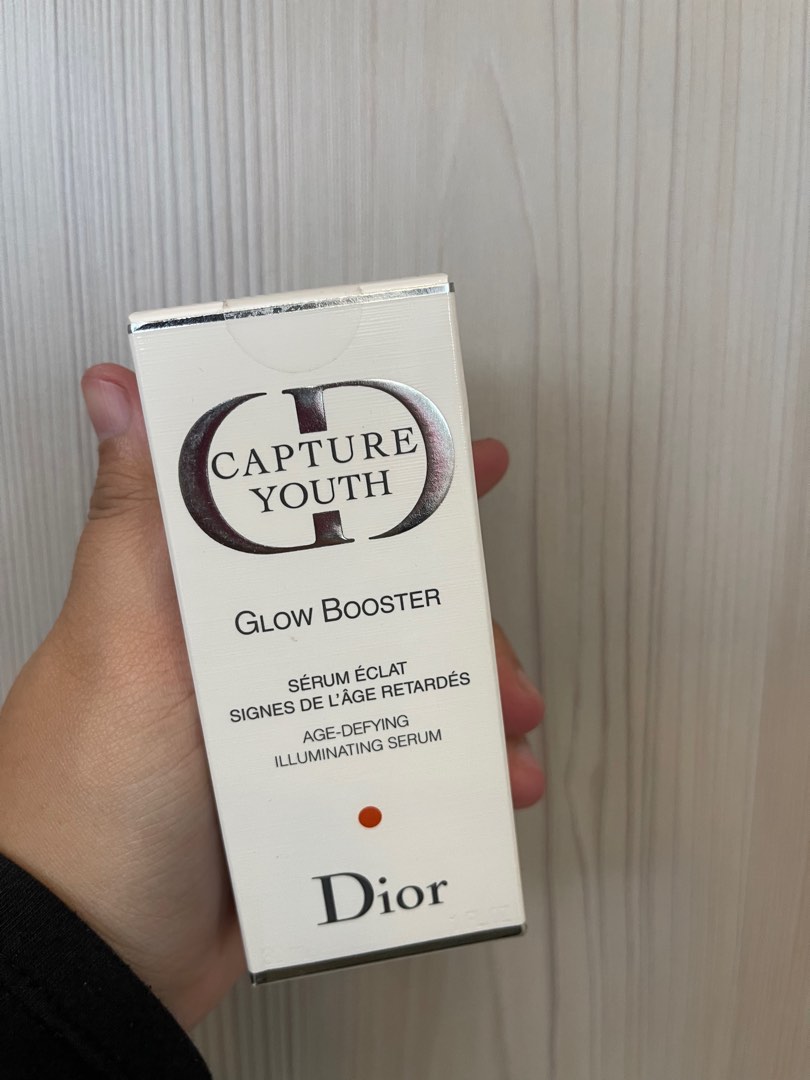 CAPTURE
YOUTH
GLOW BOOSTER
SÉRUM ÉCLAT
SIGNES DE L'ÂGE RETARDÉS
AGE-DEFYING
ILLUMINATING SERUM
Dior